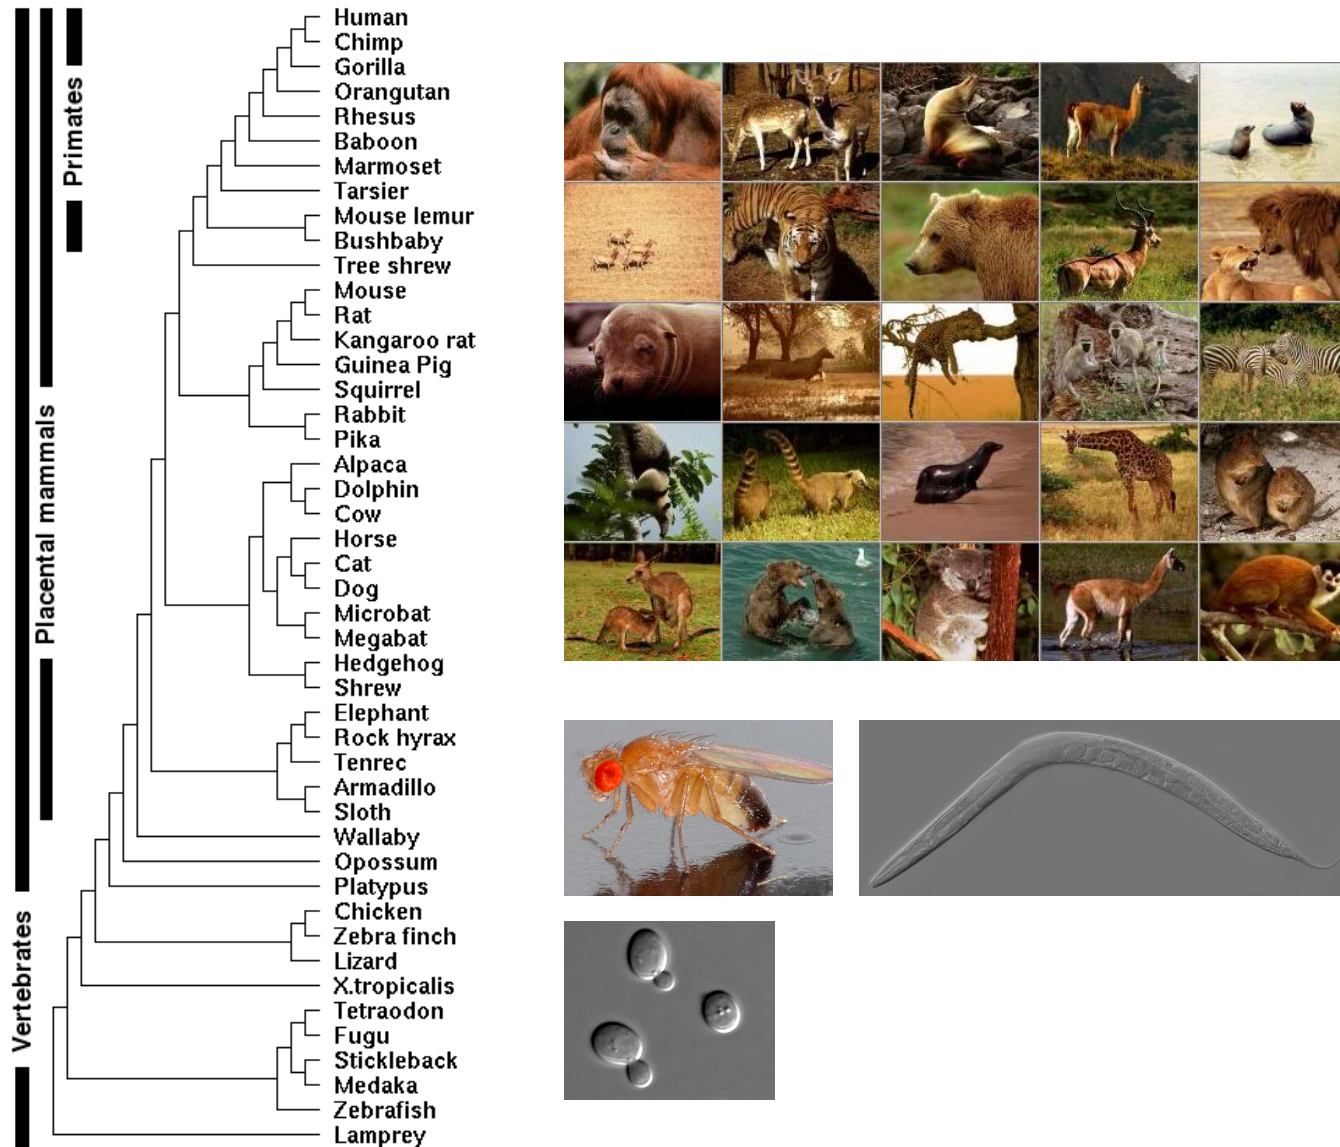 Primates
Placental mammals
Vertebrates
Human
Chimp
Gorilla
Orangutan
Rhesus
Baboon
Marmoset
Tarsier
Mouse lemur
Bushbaby
Tree shrew
Mouse
Rat
Kangaroo rat
Guinea Pig
Squirrel
Rabbit
Pika
Alpaca
Dolphin
Cow
Horse
Cat
Dog
Microbat
Megabat
Hedgehog
Shrew
Elephant
Rock hyrax
Tenrec
Armadillo
Sloth
Wallaby
Opossum
Platypus
Chicken
Zebra finch
Lizard
X.tropicalis
Tetraodon
Fugu
Stickleback
Medaka
Zebrafish
Lamprey